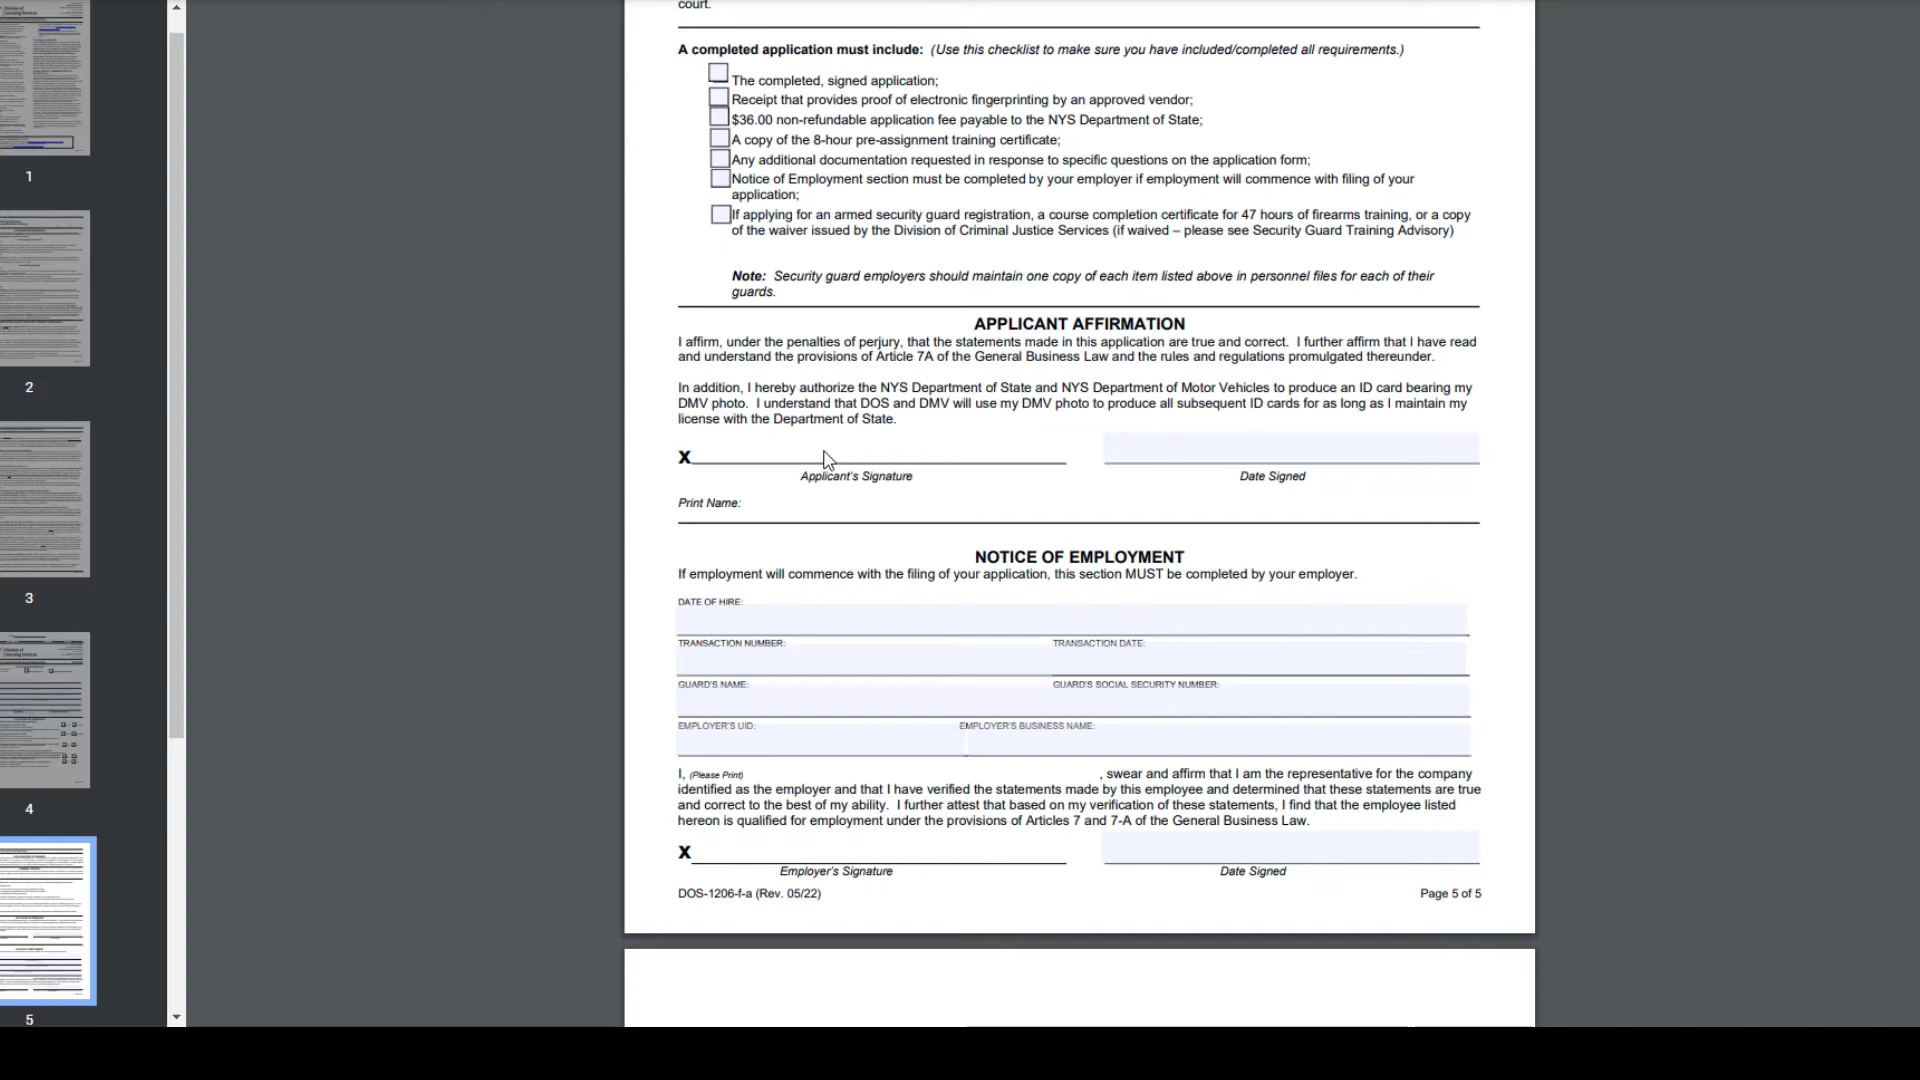 court.
A completed application must include: (Use this checklist to make sure you have included/completed all requirements.)
The completed, signed application;
Receipt that provides proof of electronic fingerprinting by an approved vendor;
$36.00 non-refundable application fee payable to the NYS Department of State;
A copy of the 8-hour pre-assignment training certificate;
Any additional documentation requested in response to specific questions on the application form;
Notice of Employment section must be completed by your employer if employment will commence with filing of your
application;
If applying for an armed security guard registration, a course completion certificate for 47 hours of firearms training, or a copy
of the waiver issued by the Division of Criminal Justice Services (if waived – please see Security Guard Training Advisory)
Note: Security guard employers should maintain one copy of each item listed above in personnel files for each of their
guards.
APPLICANT AFFIRMATION
I affirm, under the penalties of perjury, that the statements made in this application are true and correct. I further affirm that I have read
and understand the provisions of Article 7A of the General Business Law and the rules and regulations promulgated thereunder.
In addition, I hereby authorize the NYS Department of State and NYS Department of Motor Vehicles to produce an ID card bearing my
DMV photo. I understand that DOS and DMV will use my DMV photo to produce all subsequent ID cards for as long as I maintain my
license with the Department of State.
X
Applicant's Signature Date Signed
Print Name:
NOTICE OF EMPLOYMENT
If employment will commence with the filing of your application, this section MUST be completed by your employer.
DATE OF HIRE:
TRANSACTION NUMBER: TRANSACTION DATE:
GUARD'S NAME: GUARD'S SOCIAL SECURITY NUMBER:
EMPLOYER'S UID: EMPLOYER'S BUSINESS NAME:
I, (Please Print) , swear and affirm that I am the representative for the company
identified as the employer and that I have verified the statements made by this employee and determined that these statements are true
and correct to the best of my ability. I further attest that based on my verification of these statements, I find that the employee listed
hereon is qualified for employment under the provisions of Articles 7 and 7-A of the General Business Law.
X
Employer's Signature Date Signed
DOS-1206-f-a (Rev. 05/22) Page 5 of 5
Division of
Licensing Services
1
2
3
Division of
Licensing Services
4
5